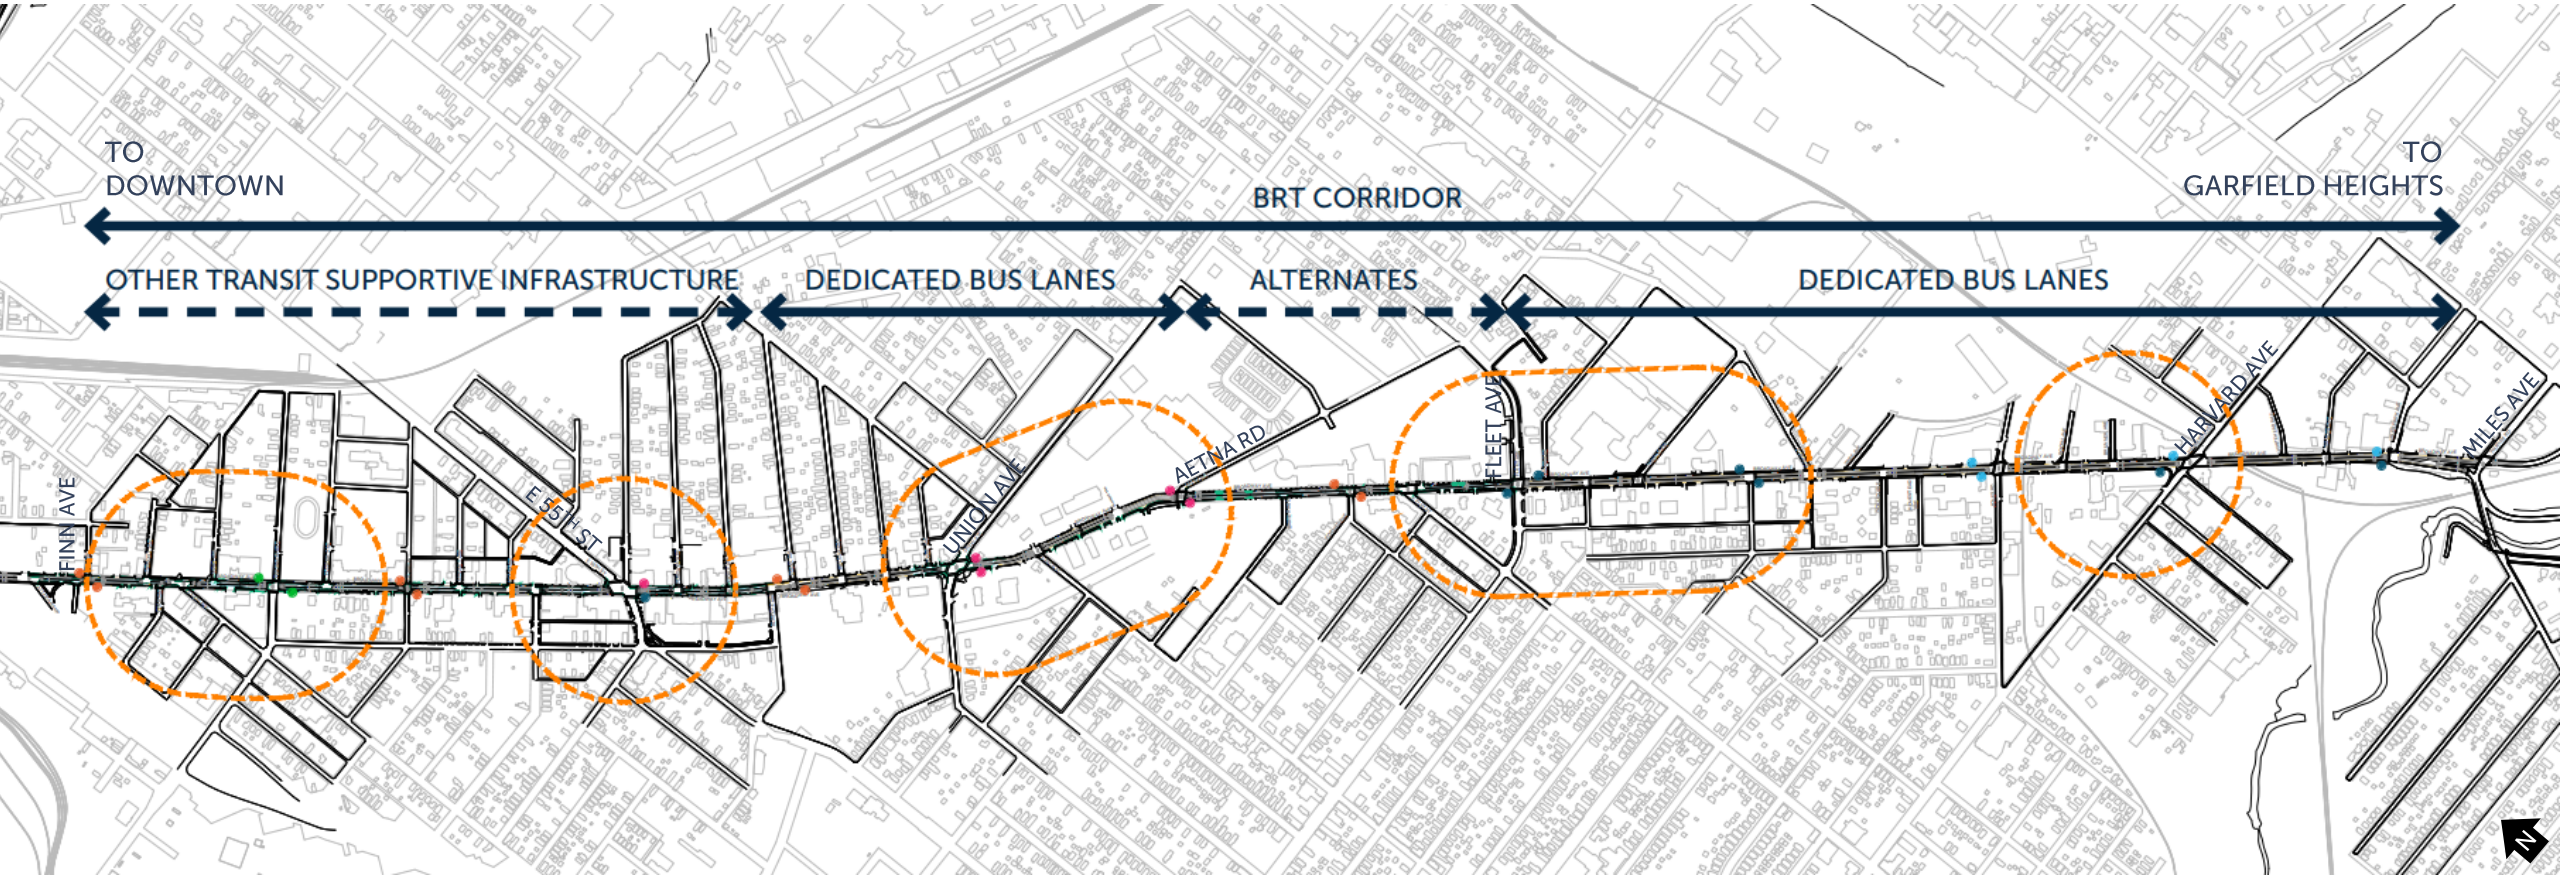 TO
DOWNTOWN
TO
GARFIELD HEIGHTS
BRT CORRIDOR
OTHER TRANSIT SUPPORTIVE INFRASTRUCTURE
DEDICATED BUS LANES
ALTERNATES
DEDICATED BUS LANES
FINN AVE
E 55TH ST
UNION AVE
AETNA RD
FLEET AVE
HARVARD AVE
MILES AVE
N